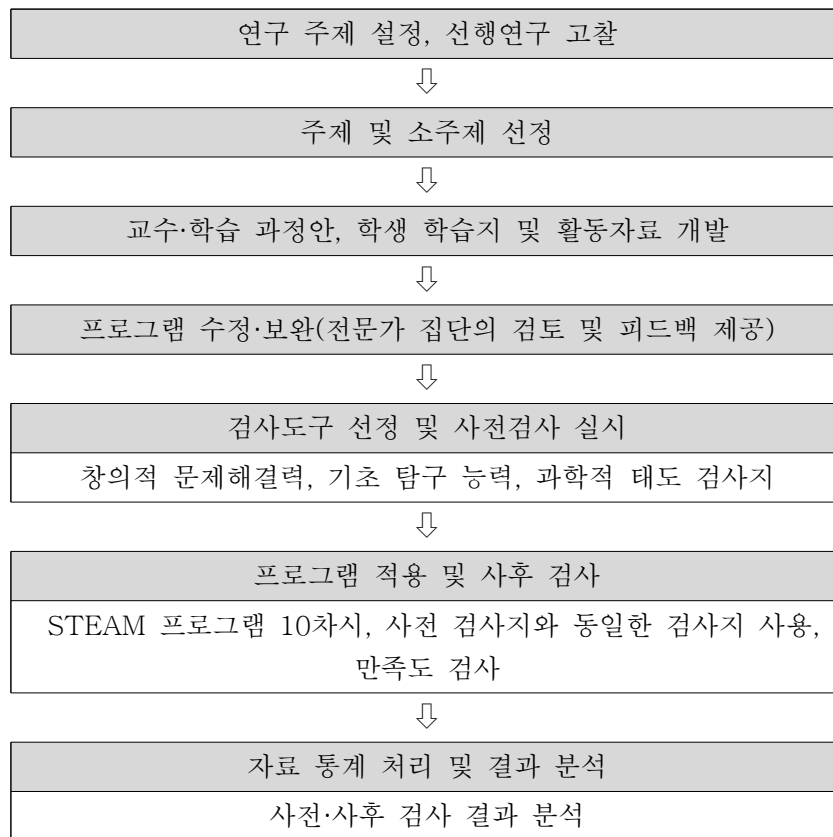 연구 주제 설정, 선행연구 고찰
⇩
주제 및 소주제 선정
⇩
교수·학습 과정안, 학생 학습지 및 활동자료 개발
⇩
프로그램 수정·보완(전문가 집단의 검토 및 피드백 제공)
⇩
검사도구 선정 및 사전검사 실시
창의적 문제해결력, 기초 탐구 능력, 과학적 태도 검사지
⇩
프로그램 적용 및 사후 검사
STEAM 프로그램 10차시, 사전 검사지와 동일한 검사지 사용,
만족도 검사
⇩
자료 통계 처리 및 결과 분석
사전·사후 검사 결과 분석